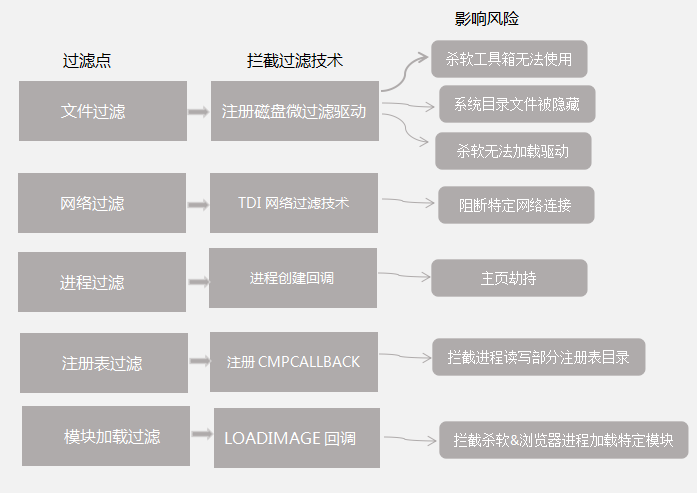 影响风险
过滤点
拦截过滤技术
杀软工具箱无法使用
文件过滤
注册磁盘微过滤驱动
系统目录文件被隐藏
杀软无法加载驱动
网络过滤
TDI 网络过滤技术
阻断特定网络连接
进程过滤
进程创建回调
主页劫持
注册表过滤
注册 CMPCALLBACK
拦截进程读写部分注册表目录
模块加载过滤
LOADIMAGE 回调
拦截杀软&浏览器进程加载特定模块